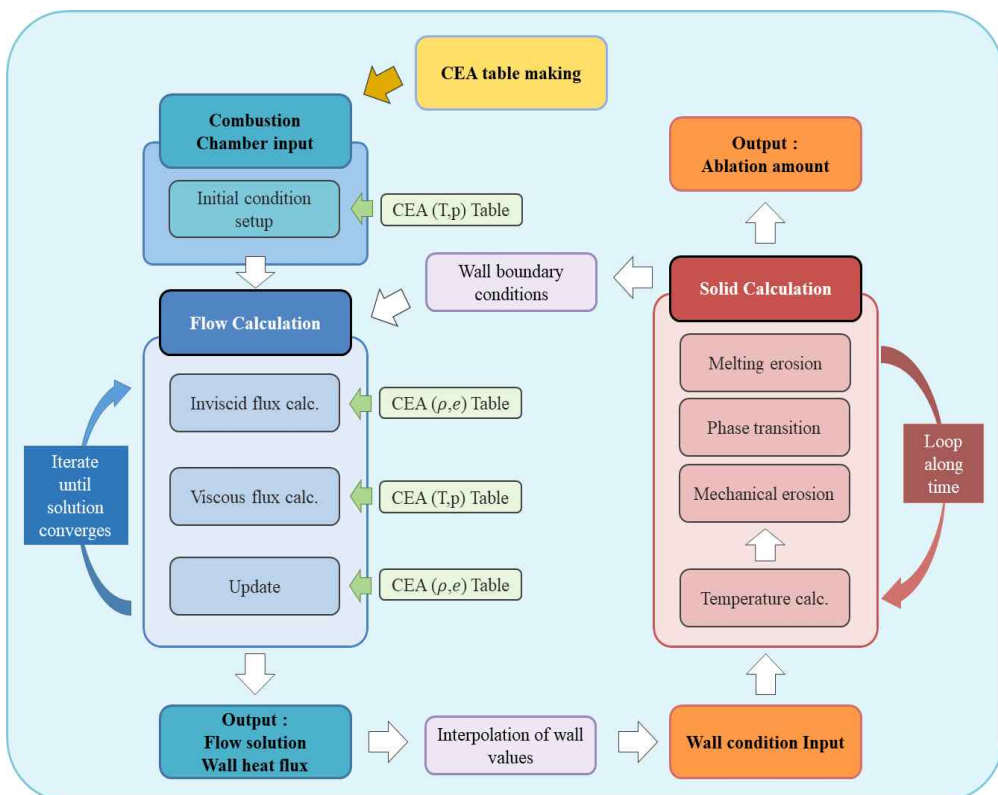 CEA table making
Combustion
Chamber input
Initial condition
setup
CEA (T,p) Table
Output :
Ablation amount
Wall boundary
conditions
Flow Calculation
Solid Calculation
Inviscid flux calc.
CEA (ρ,e) Table
Viscous flux calc.
CEA (T,p) Table
Update
CEA (ρ,e) Table
Iterate
until
solution
converges
Melting erosion
Phase transition
Mechanical erosion
Temperature calc.
Loop
along
time
Output :
Flow solution
Wall heat flux
Interpolation of wall
values
Wall condition Input